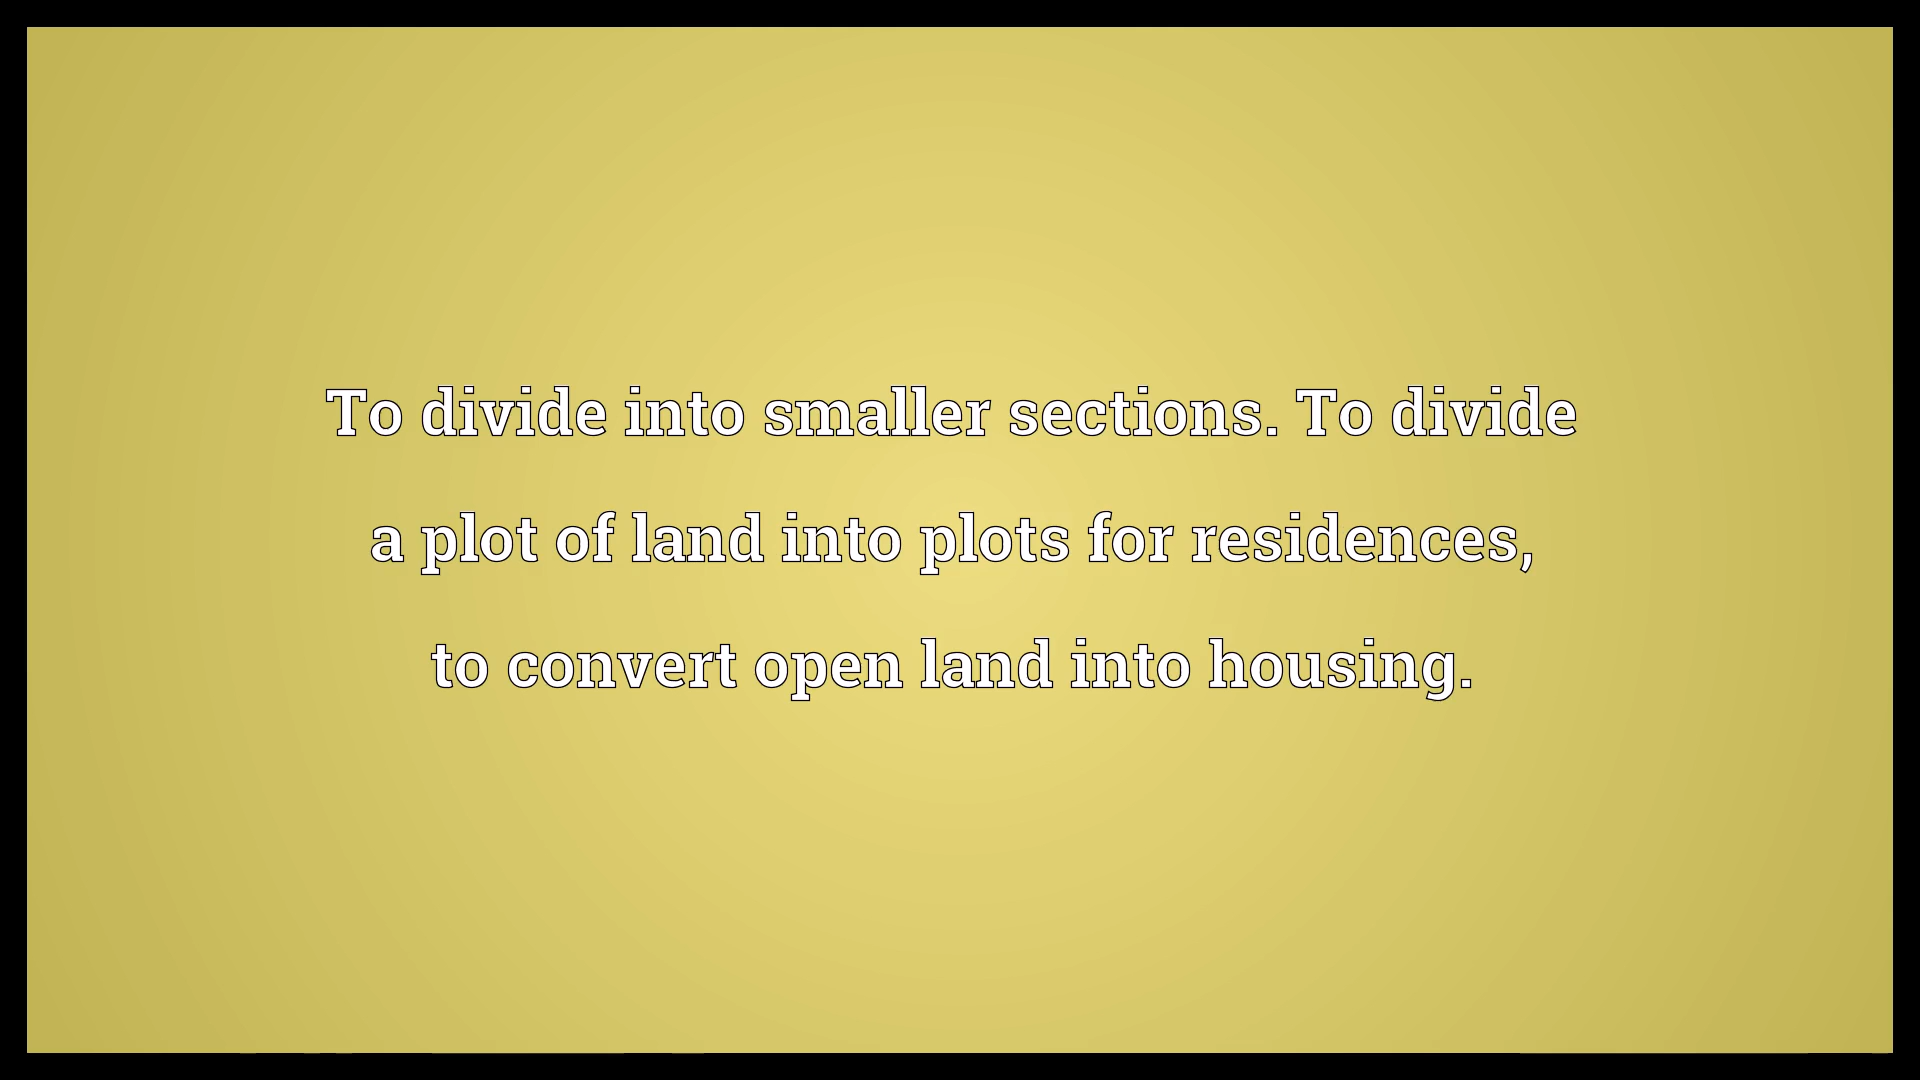 To divide into smaller sections. To divide
a plot of land into plots for residences,
to convert open land into housing.